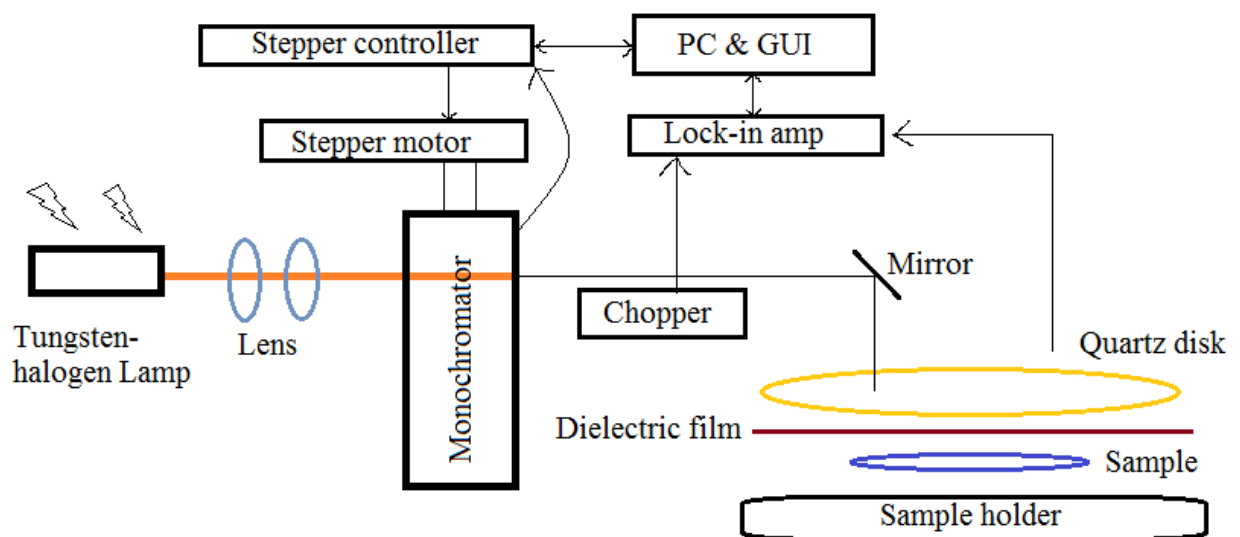 Stepper controller
PC & GUI
Stepper motor
Lock-in amp
Mirror
Monochromator
Chopper
Lens
Tungsten-
halogen Lamp
Quartz disk
Dielectric film
Sample
Sample holder